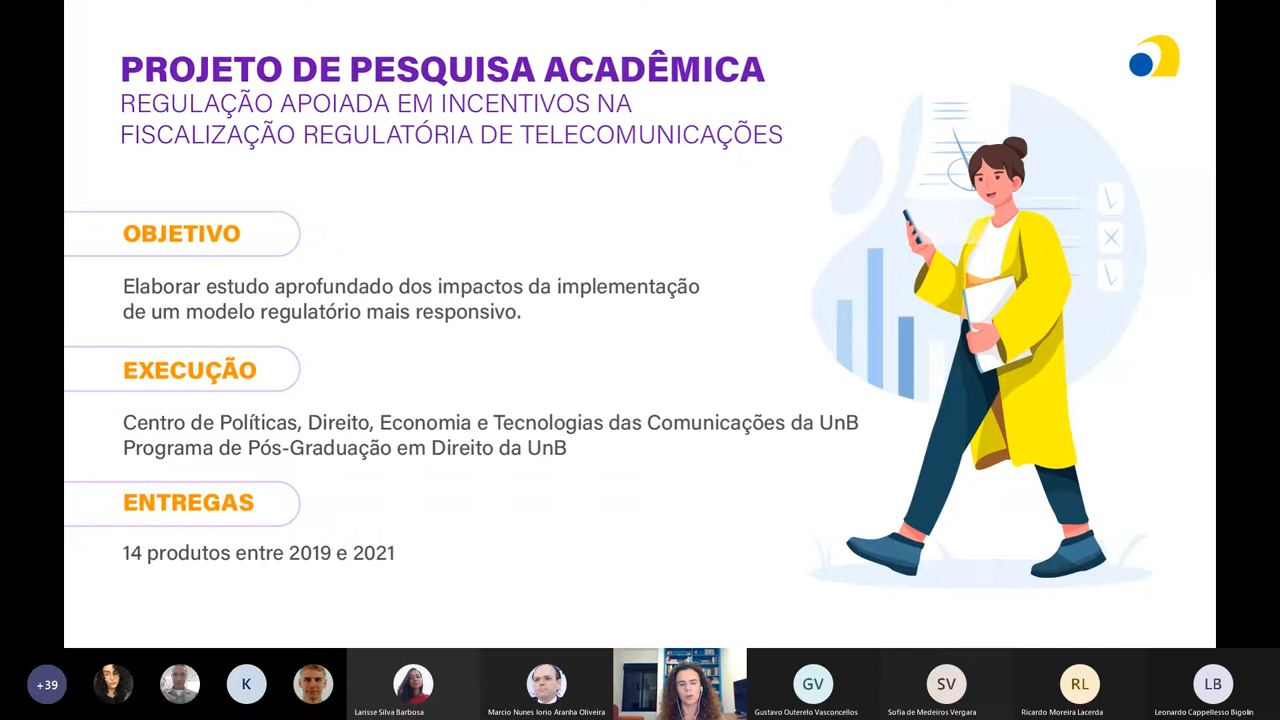 PROJETO DE PESQUISA ACADÊMICA
REGULAÇÃO APOIADA EM INCENTIVOS NA
FISCALIZAÇÃO REGULATÓRIA DE TELECOMUNICAÇÕES
OBJETIVO
Elaborar estudo aprofundado dos impactos da implementação
de um modelo regulatório mais responsivo.
EXECUÇÃO
Centro de Políticas, Direito, Economia e Tecnologias das Comunicações da UnB
Programa de Pós-Graduação em Direito da UnB
ENTREGAS
14 produtos entre 2019 e 2021
+39
K
GV
SV
RL
LB
Larisse Silva Barbosa
Marcio Nunes Iorio Aranha Oliveira
Gustavo Outerelo Vasconcellos
Sofia de Medeiros Vergara
Ricardo Moreira Lacerda
Leonardo Cappellesso Bigolin